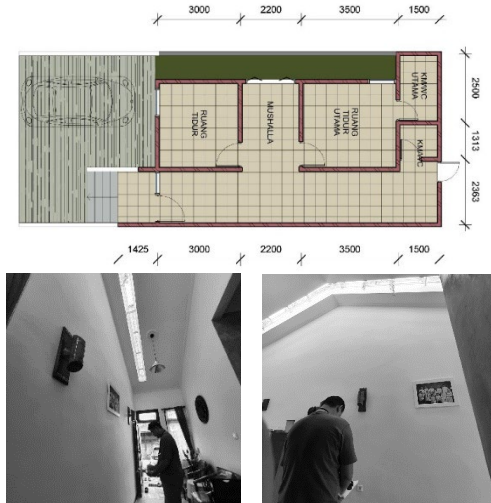 3000 2200 3500 1500
RUANG
TIDUR
MUSHALLA
RUANG
TIDUR
UTAMA
KM/WC
UTAMA
KM/WC
2500
1313
2363
1425 3000 2200 3500 1500